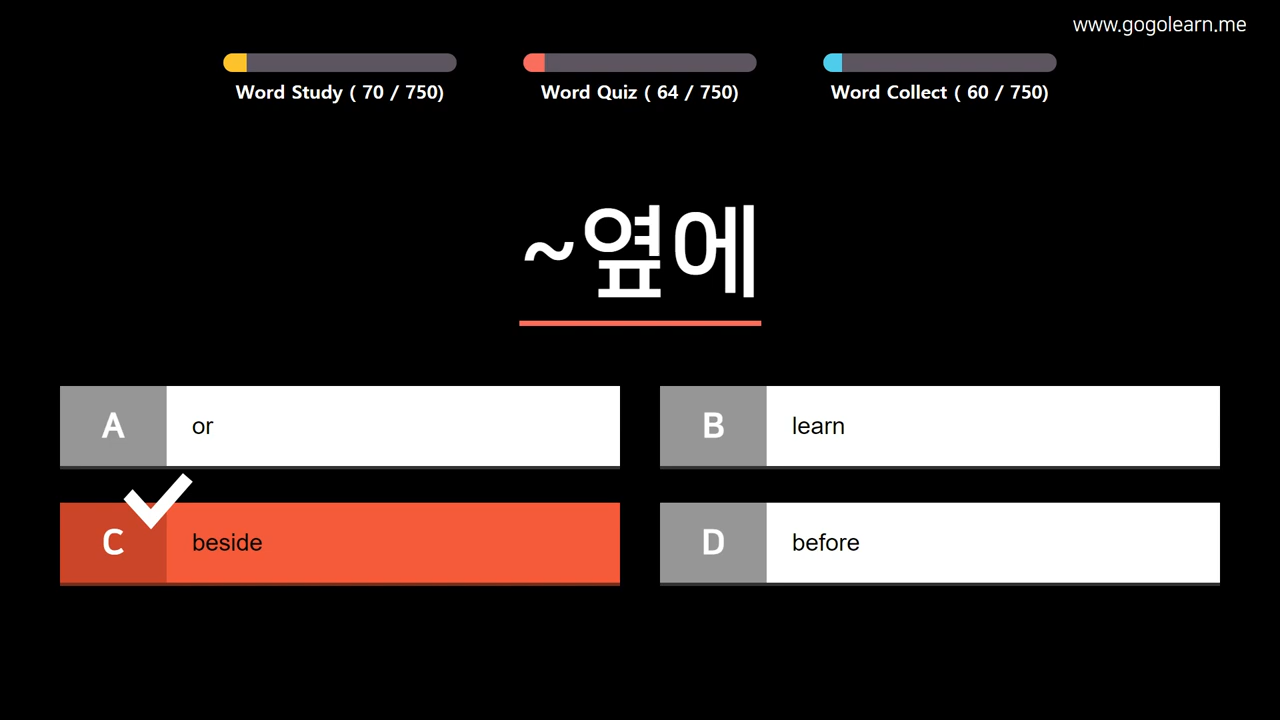 www.gogolearn.me
Word Study ( 70 / 750)
Word Quiz ( 64 / 750)
Word Collect ( 60 / 750)
~옆에
A or
B learn
C beside
D before